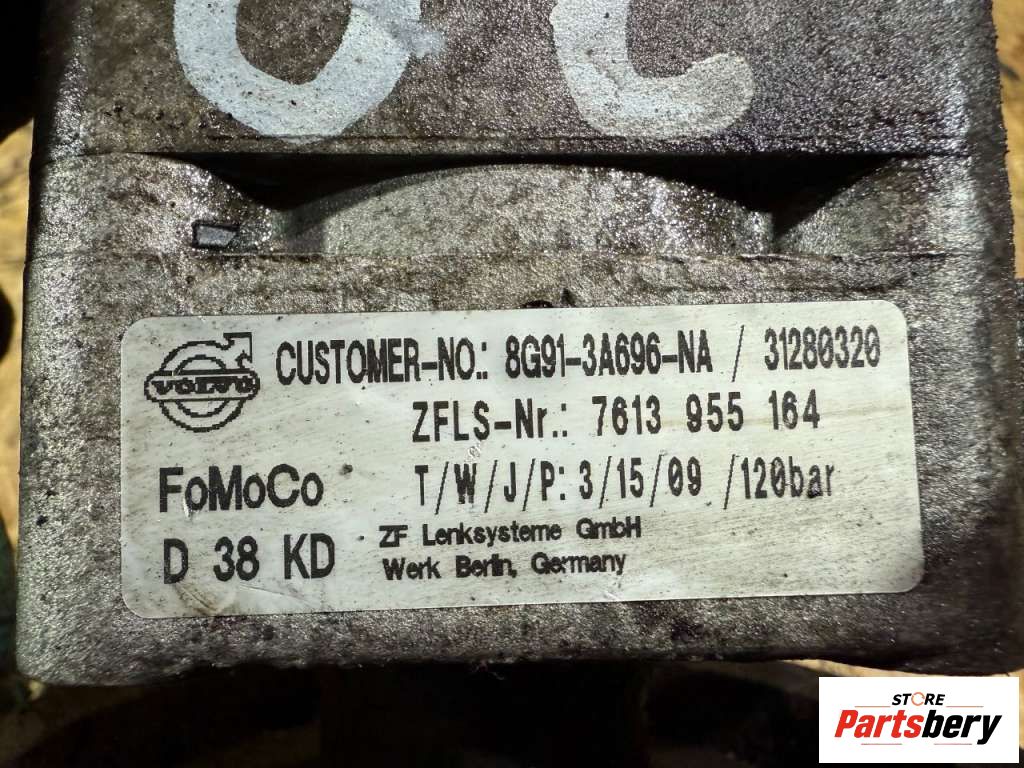 VOLVO CUSTOMER-NO.: 8G91-3A696-NA / 31280320
ZFLS-Nr.: 7613 955 164
FoMoCo T/W/J/P: 3/15/09 /120bar
D 38 KD ZF Lenksysteme GmbH
Werk Berlin, Germany
STORE
Partsbery